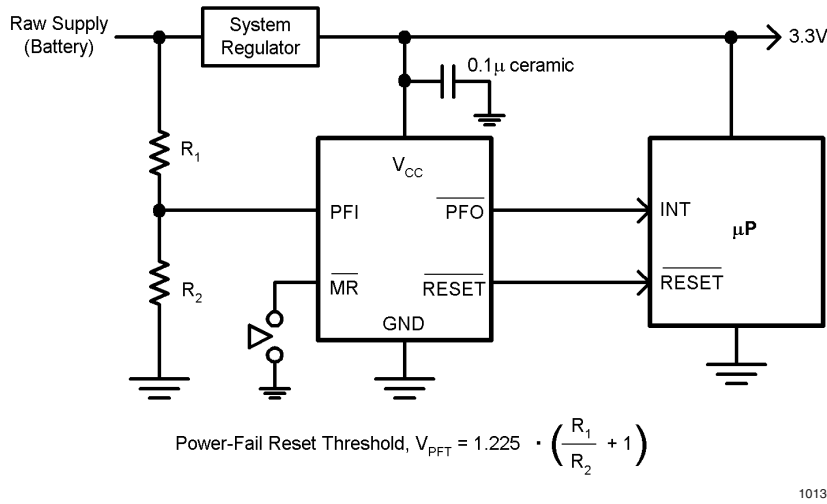 Raw Supply
(Battery)
System
Regulator
3.3V
0.1μ ceramic
R1
VCC
PFI
PFO
INT
μP
R2
MR
RESET
RESET
GND
Power-Fail Reset Threshold, VPFT = 1.225 · (R1/R2 + 1)
1013